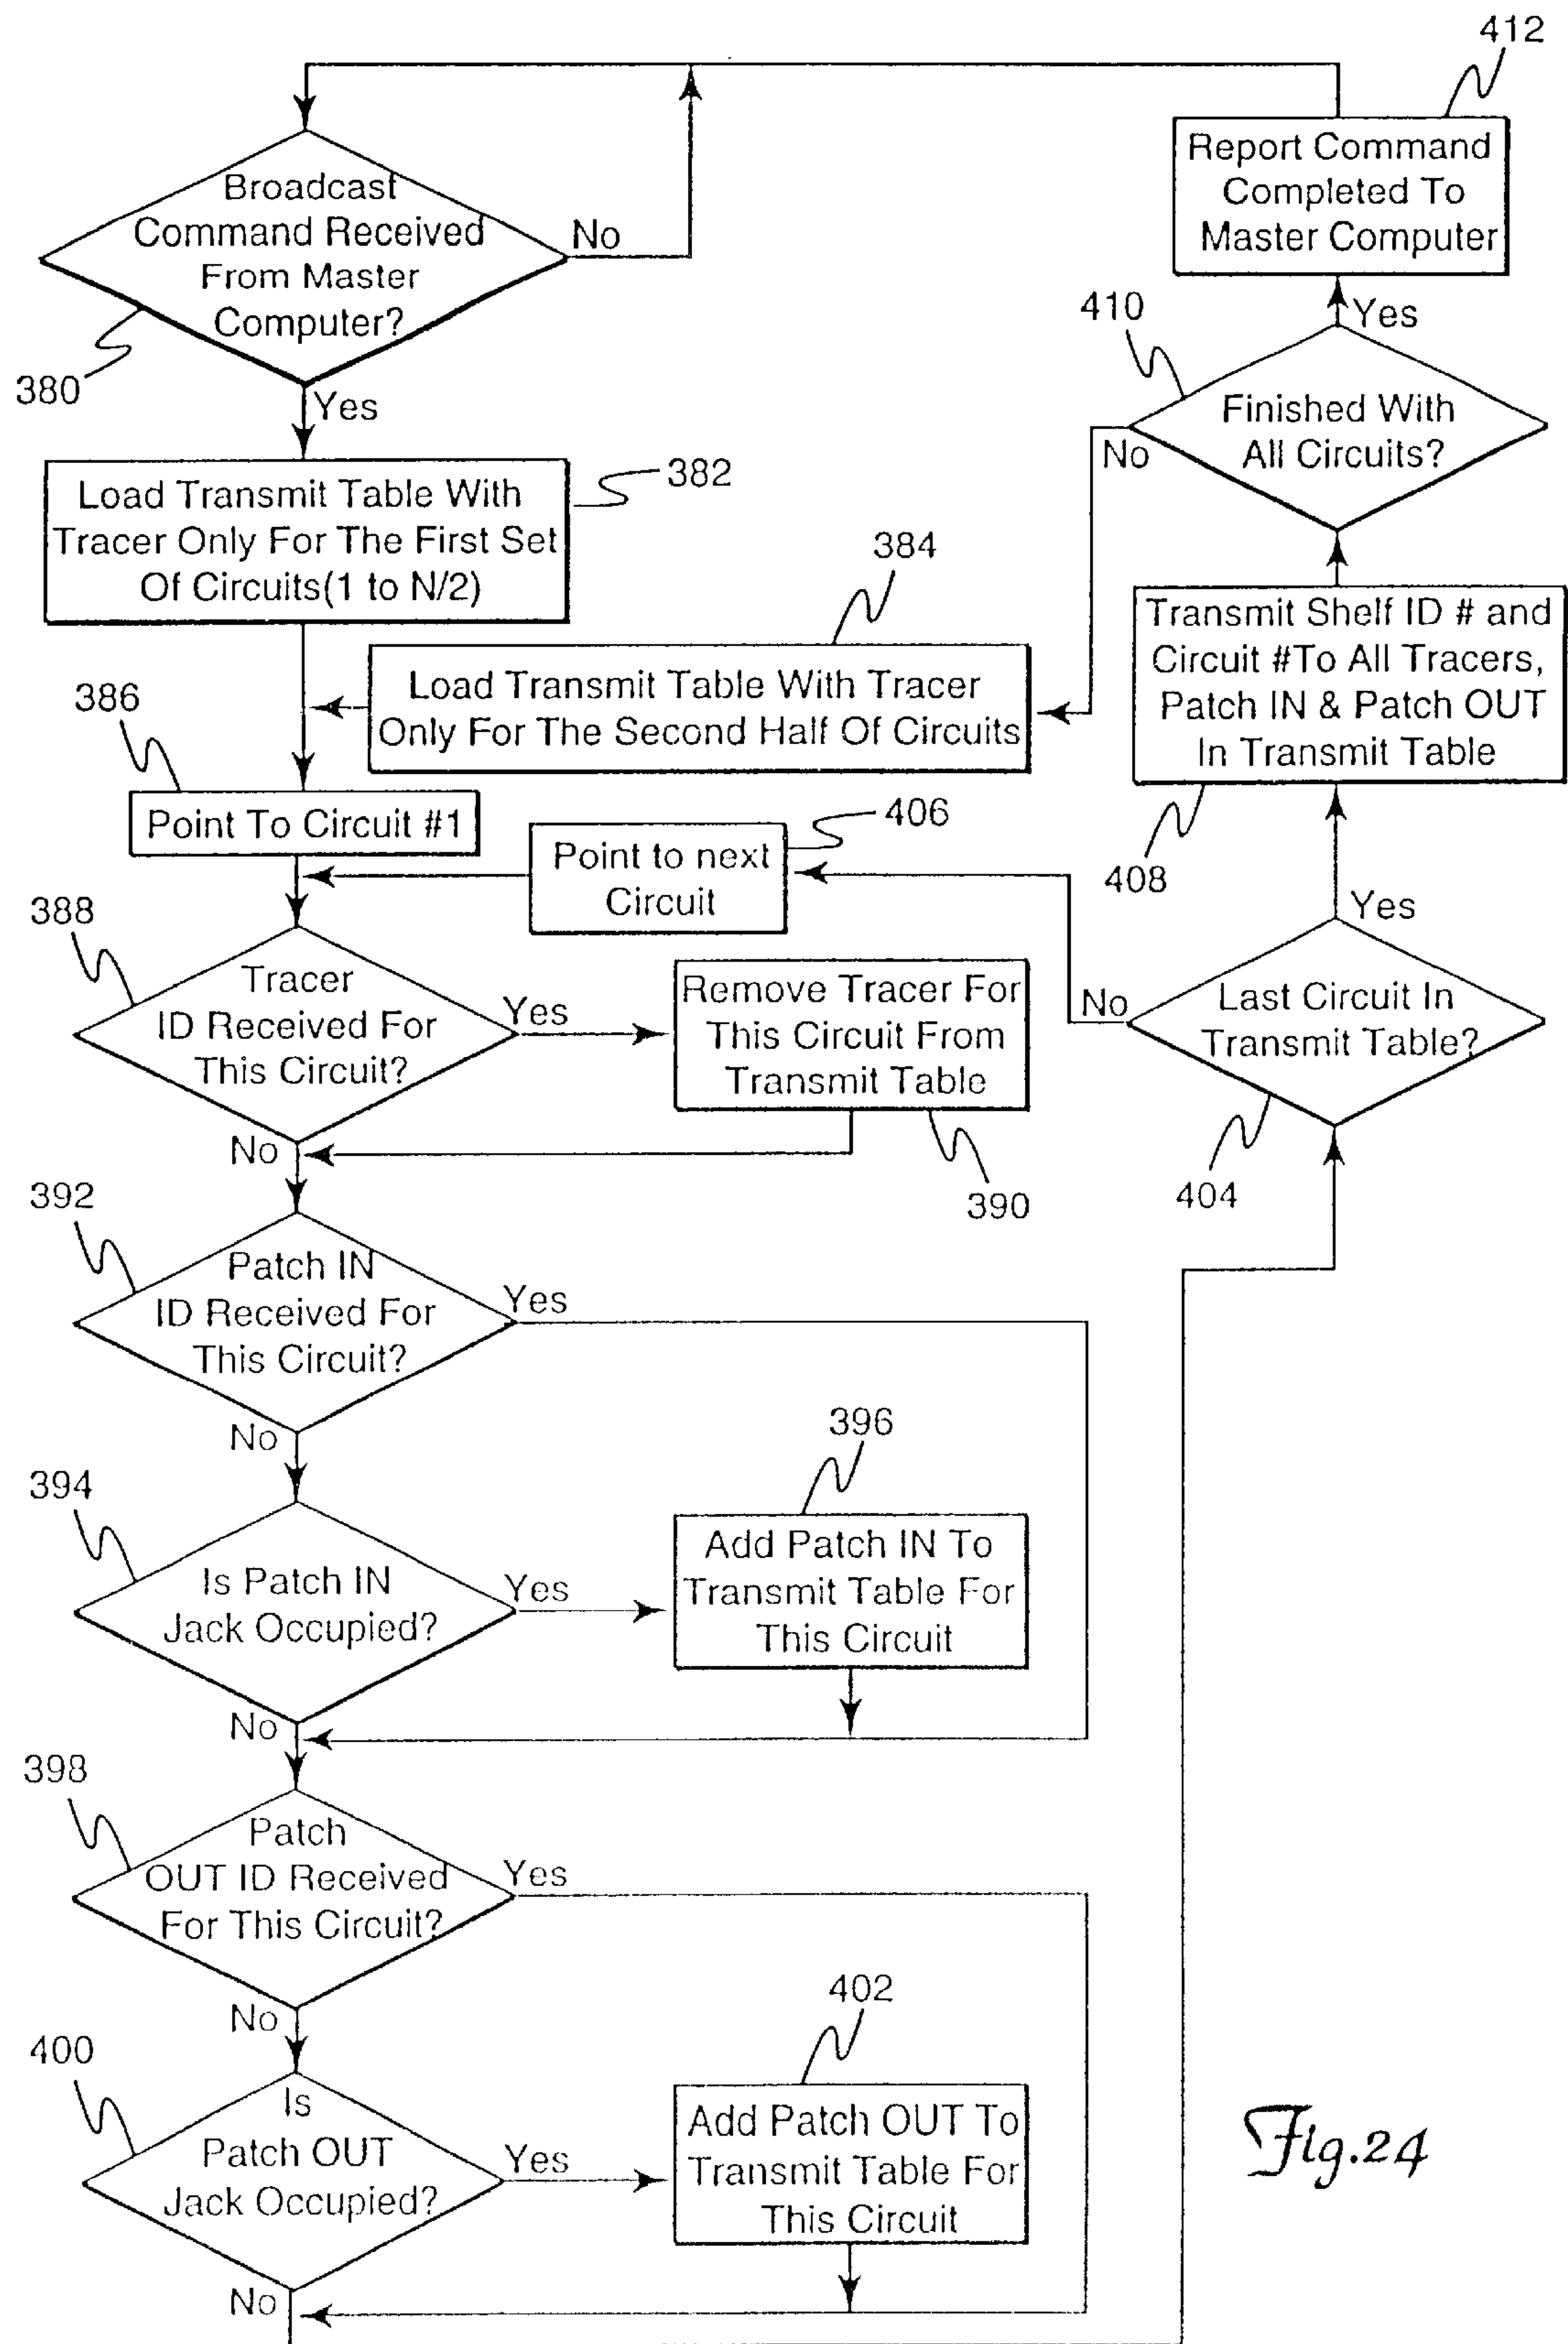 412
Report Command
Completed To
Master Computer
Broadcast
Command Received
From Master
Computer?
No
380
Yes
410
Yes
Finished With
All Circuits?
No
Load Transmit Table With
Tracer Only For The First Set
Of Circuits(1 to N/2)
382
384
Load Transmit Table With Tracer
Only For The Second Half Of Circuits
Transmit Shelf ID # and
Circuit #To All Tracers,
Patch IN & Patch OUT
In Transmit Table
408
386
Point To Circuit #1
406
Point to next
Circuit
Yes
Last Circuit In
Transmit Table?
No
404
388
Tracer
ID Received For
This Circuit?
Yes
Remove Tracer For
This Circuit From
Transmit Table
390
No
392
Patch IN
ID Received For
This Circuit?
Yes
No
394
Is Patch IN
Jack Occupied?
Yes
396
Add Patch IN To
Transmit Table For
This Circuit
No
398
Patch
OUT ID Received
For This Circuit?
Yes
No
400
Is
Patch OUT
Jack Occupied?
Yes
402
Add Patch OUT To
Transmit Table For
This Circuit
No
Fig.24